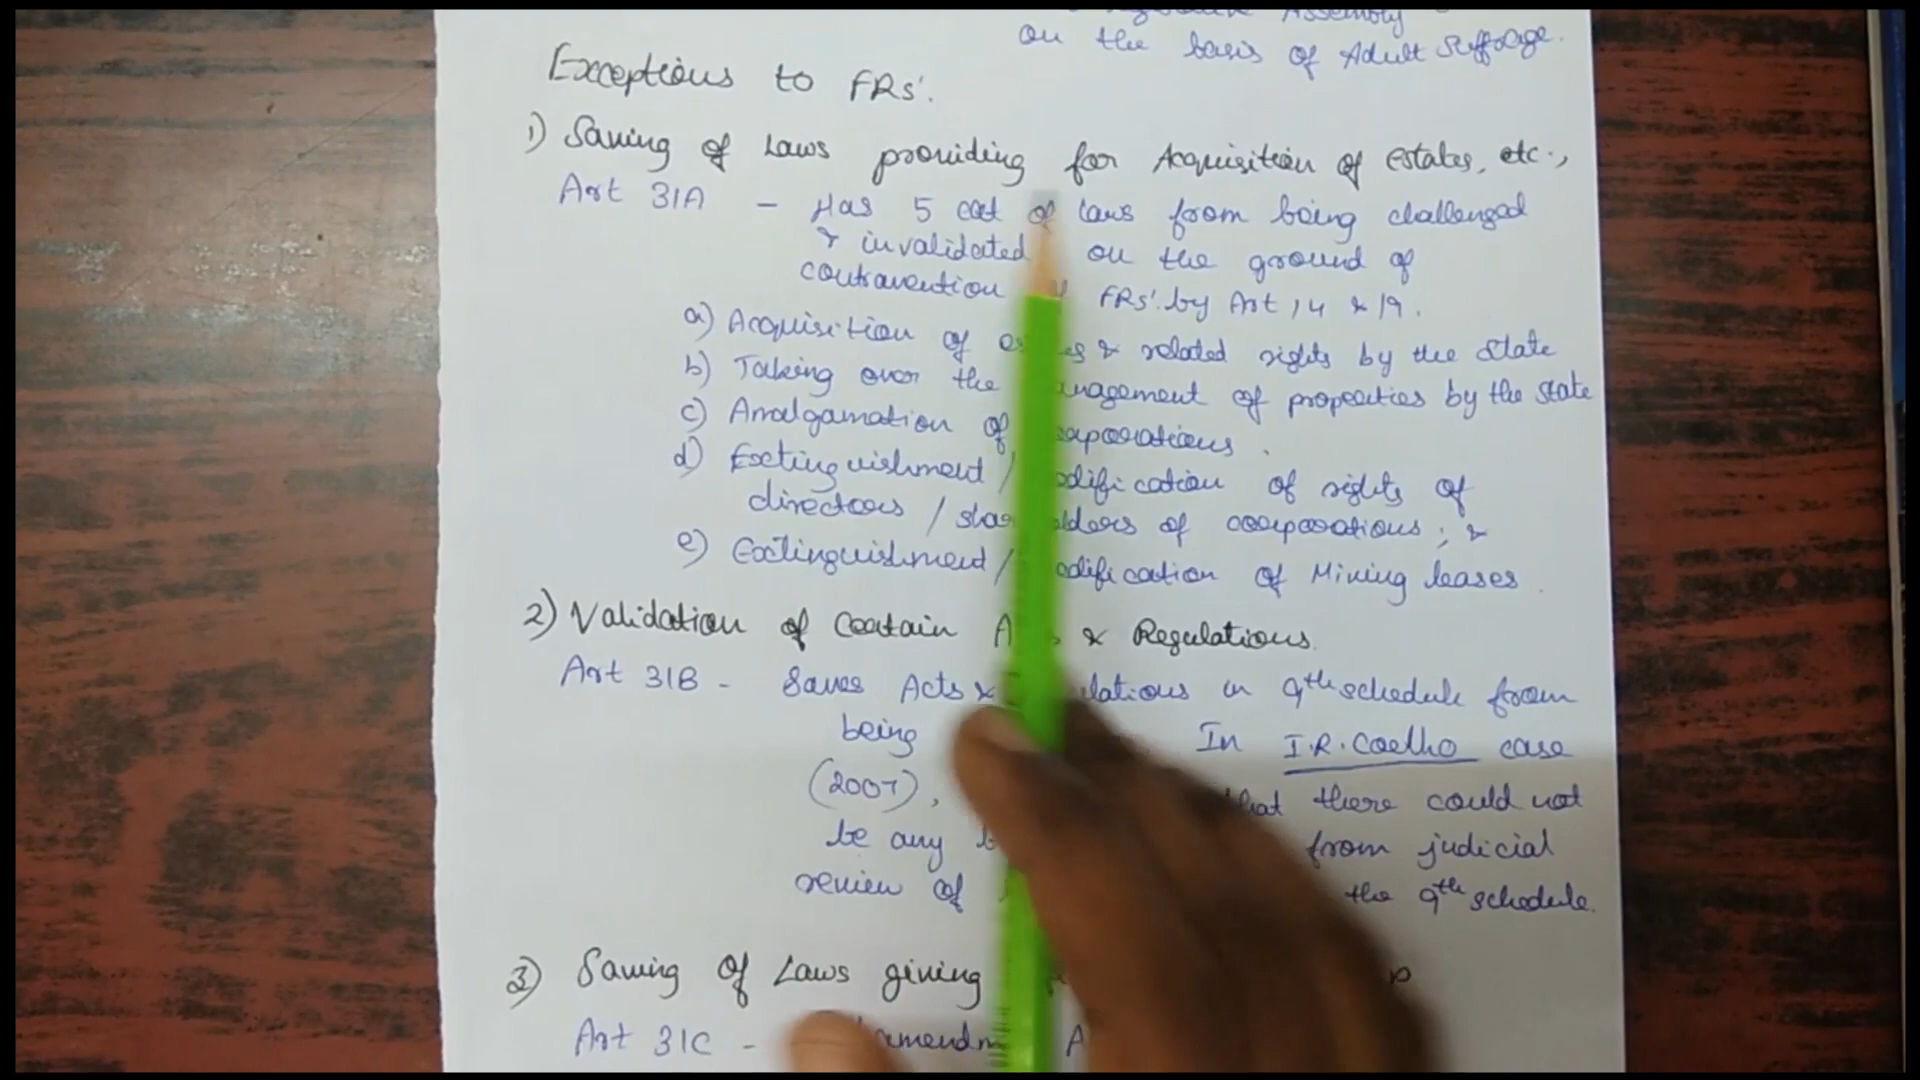 Assembly
on the basis of Adult Suffrage.
Exceptions to FRs'.
1) Saving of Laws providing for Acquisition of estates, etc.,
Art 31A - Has 5 cat of laws from being challenged
& invalidated on the ground of
contravention FRs'. by Art 14 & 19.
a) Acquisition of & related rights by the state
b) Taking over the of properties by the state
c) Amalgamation of
d) Extinguishment / of rights of
directors / of corporations; &
e) Extinguishment / of Mining leases
2) Validation of Certain & Regulations.
Art 31B - Saves Acts & in 9th schedule from
being In I.R. Coelho case
(2007), that there could not
be any from judicial
review of the 9th schedule.
3) Saving of Laws giving
Art 31C -